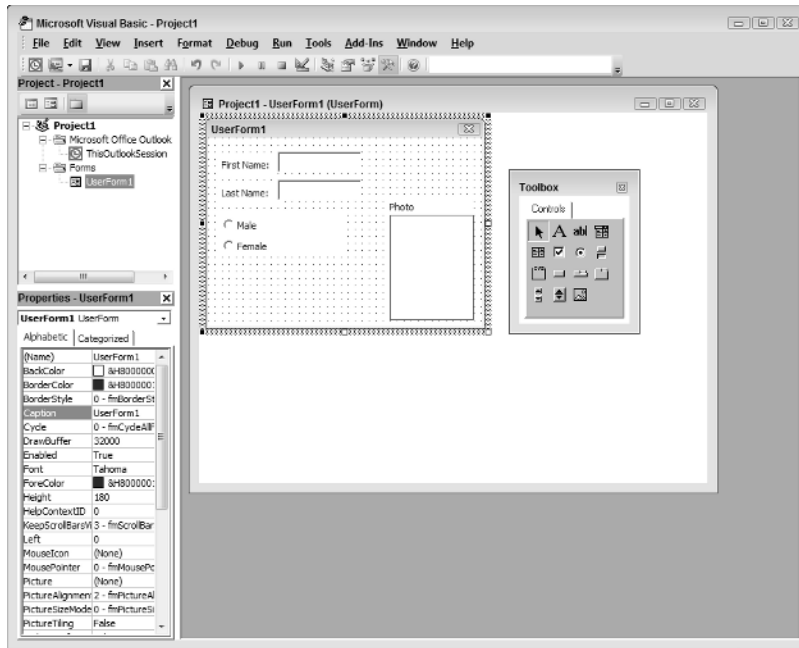 Microsoft Visual Basic - Project1
File Edit View Insert Format Debug Run Tools Add-Ins Window Help
Project - Project1
Project1
Microsoft Office Outlook
ThisOutlookSession
Forms
UserForm1
Properties - UserForm1
UserForm1 UserForm
Alphabetic Categorized
(Name) UserForm1
BackColor &H8000000
BorderColor &H8000001
BorderStyle 0 - fmBorderSt
Caption UserForm1
Cycle 0 - fmCycleAllF
DrawBuffer 32000
Enabled True
Font Tahoma
ForeColor &H8000001
Height 180
HelpContextID 0
KeepScrollBarsVi 3 - fmScrollBar
Left 0
MouseIcon (None)
MousePointer 0 - fmMousePo
Picture (None)
PictureAlignmen 2 - fmPictureAl
PictureSizeMode 0 - fmPictureSi
PictureTiling False
Project1 - UserForm1 (UserForm)
UserForm1
First Name:
Last Name:
Photo
Male
Female
Toolbox
Controls
A abl